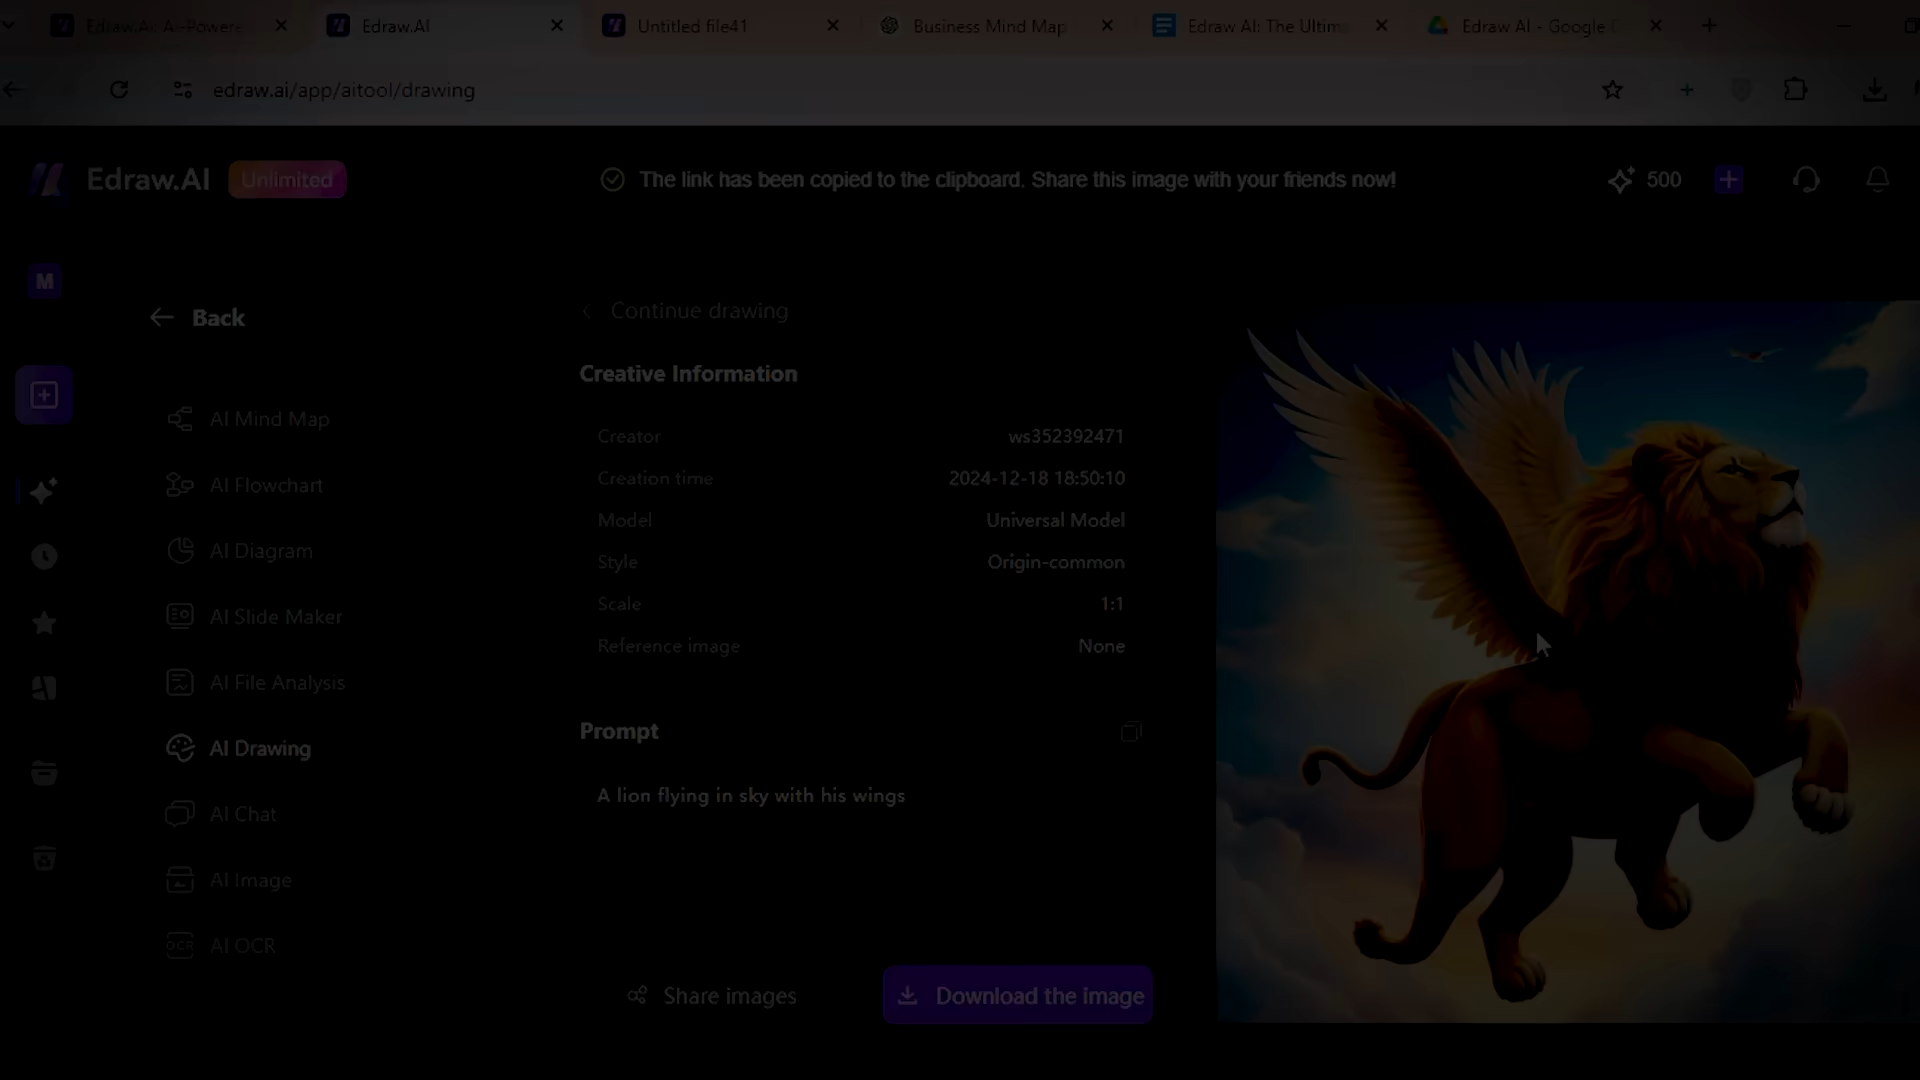 Edraw.AI: AI-Powere
Edraw.AI
Untitled file41
Business Mind Map
Edraw AI: The Ultim
Edraw AI - Google
edraw.ai/app/aitool/drawing
Edraw.AI
Unlimited
The link has been copied to the clipboard. Share this image with your friends now!
500
M
Back
AI Mind Map
AI Flowchart
AI Diagram
AI Slide Maker
AI File Analysis
AI Drawing
AI Chat
AI Image
OCR AI OCR
Continue drawing
Creative Information
Creator ws352392471
Creation time 2024-12-18 18:50:10
Model Universal Model
Style Origin-common
Scale 1:1
Reference image None
Prompt
A lion flying in sky with his wings
Share images
Download the image